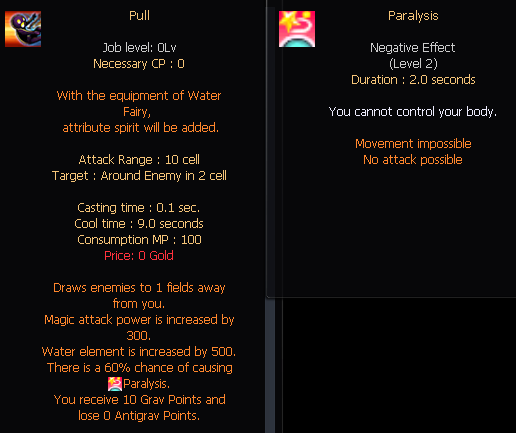 Pull
Job level: 0Lv
Necessary CP : 0
With the equipment of Water
Fairy,
attribute spirit will be added.
Attack Range : 10 cell
Target : Around Enemy in 2 cell
Casting time : 0.1 sec.
Cool time : 9.0 seconds
Consumption MP : 100
Price: 0 Gold
Draws enemies to 1 fields away
from you.
Magic attack power is increased by
300.
Water element is increased by 500.
There is a 60% chance of causing
Paralysis.
You receive 10 Grav Points and
lose 0 Antigrav Points.
Paralysis
Negative Effect
(Level 2)
Duration : 2.0 seconds
You cannot control your body.
Movement impossible
No attack possible